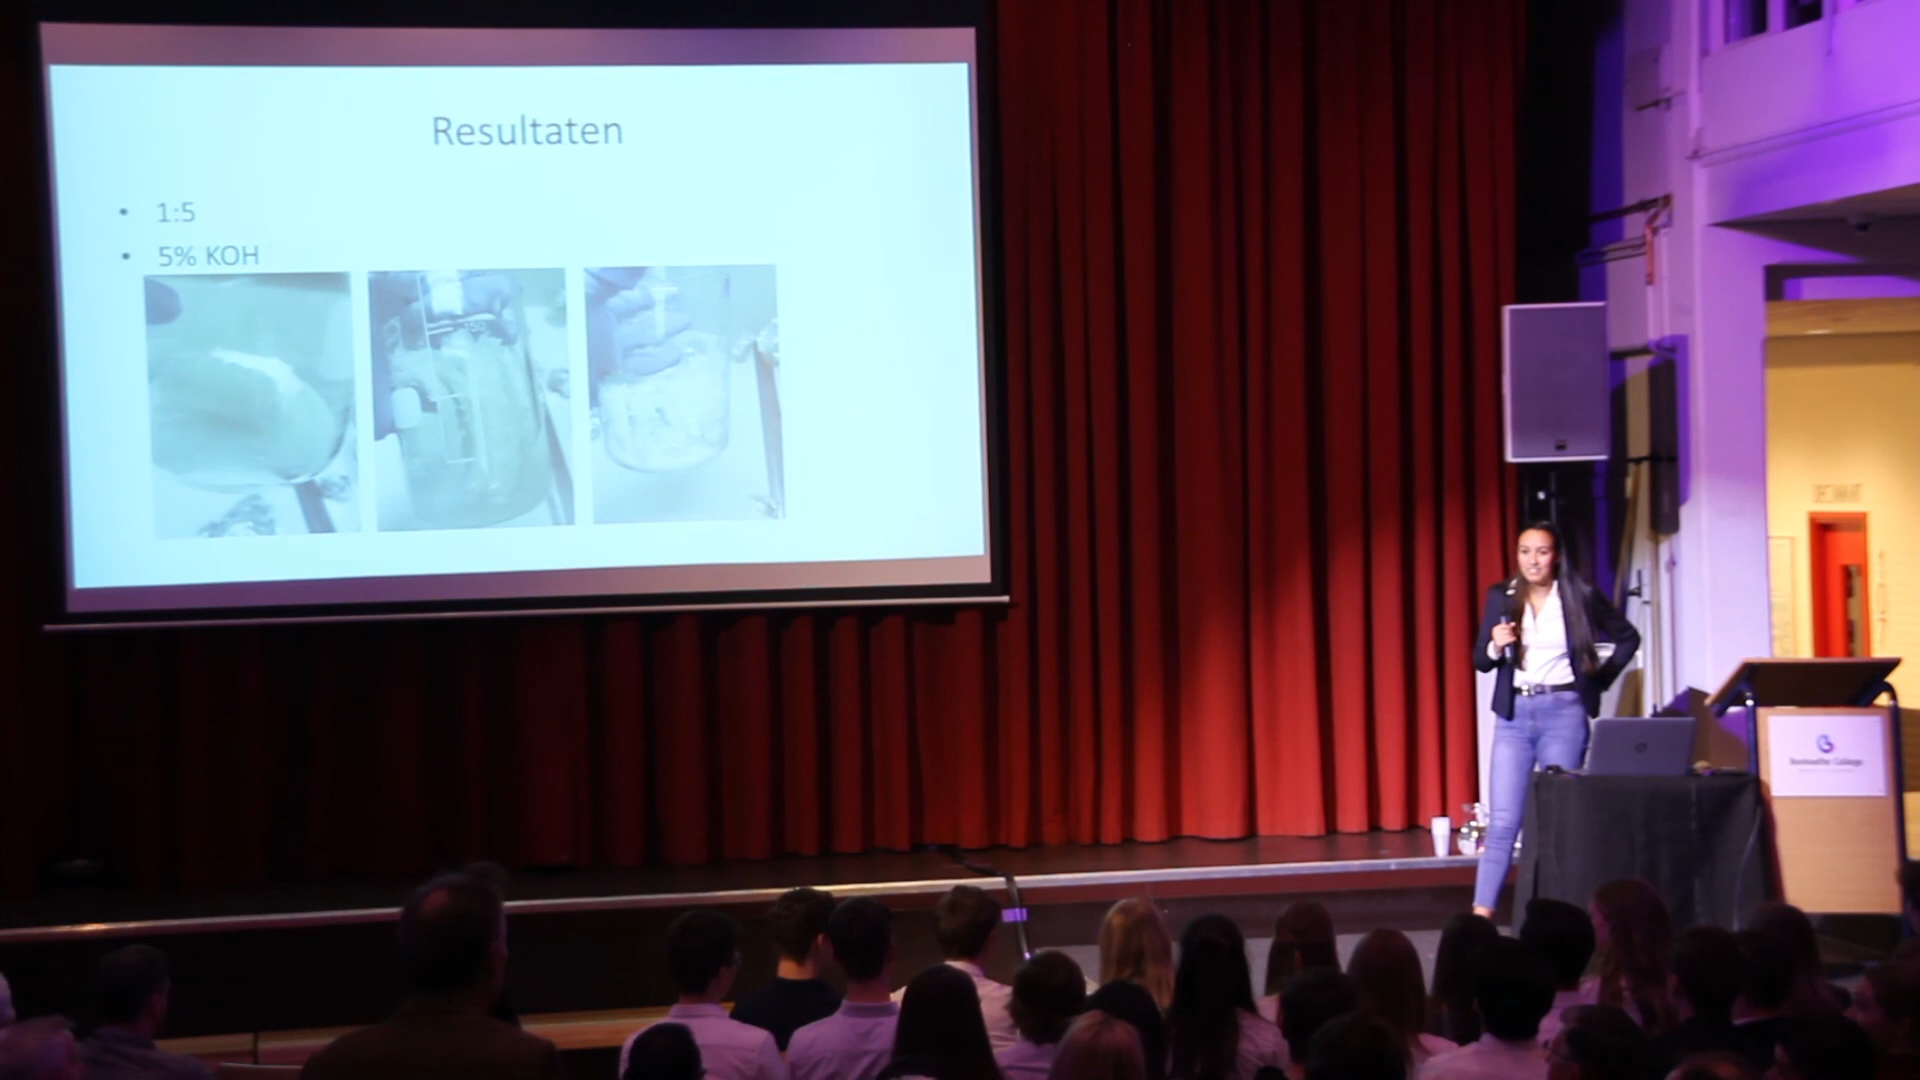 Resultaten
• 1:5
• 5% KOH